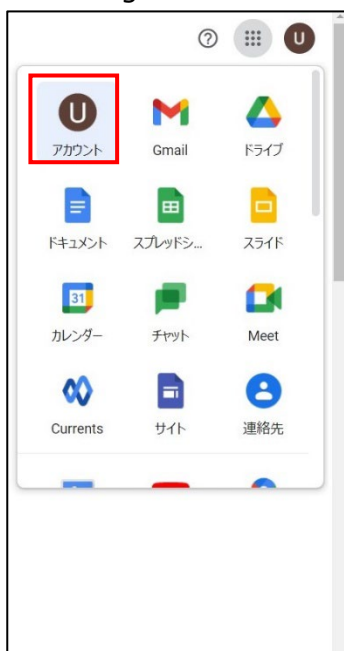 U
U
アカウント Gmail ドライブ
ドキュメント スプレッドシ... スライド
31
カレンダー チャット Meet
Currents サイト 連絡先